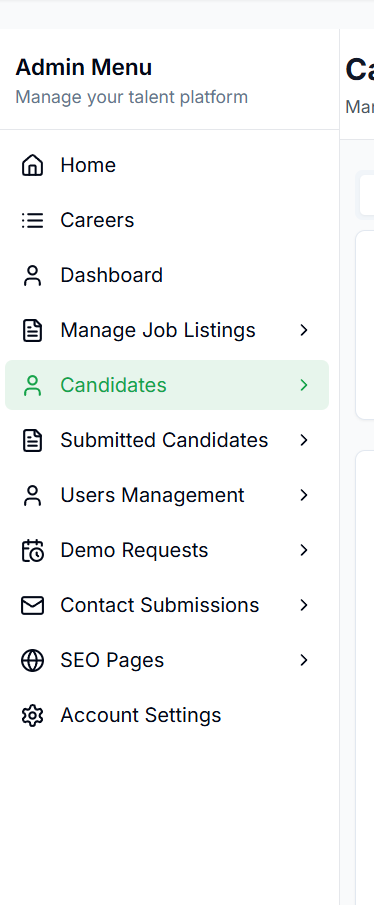 Admin Menu
Manage your talent platform
Home
Careers
Dashboard
Manage Job Listings
Candidates
Submitted Candidates
Users Management
Demo Requests
Contact Submissions
SEO Pages
Account Settings